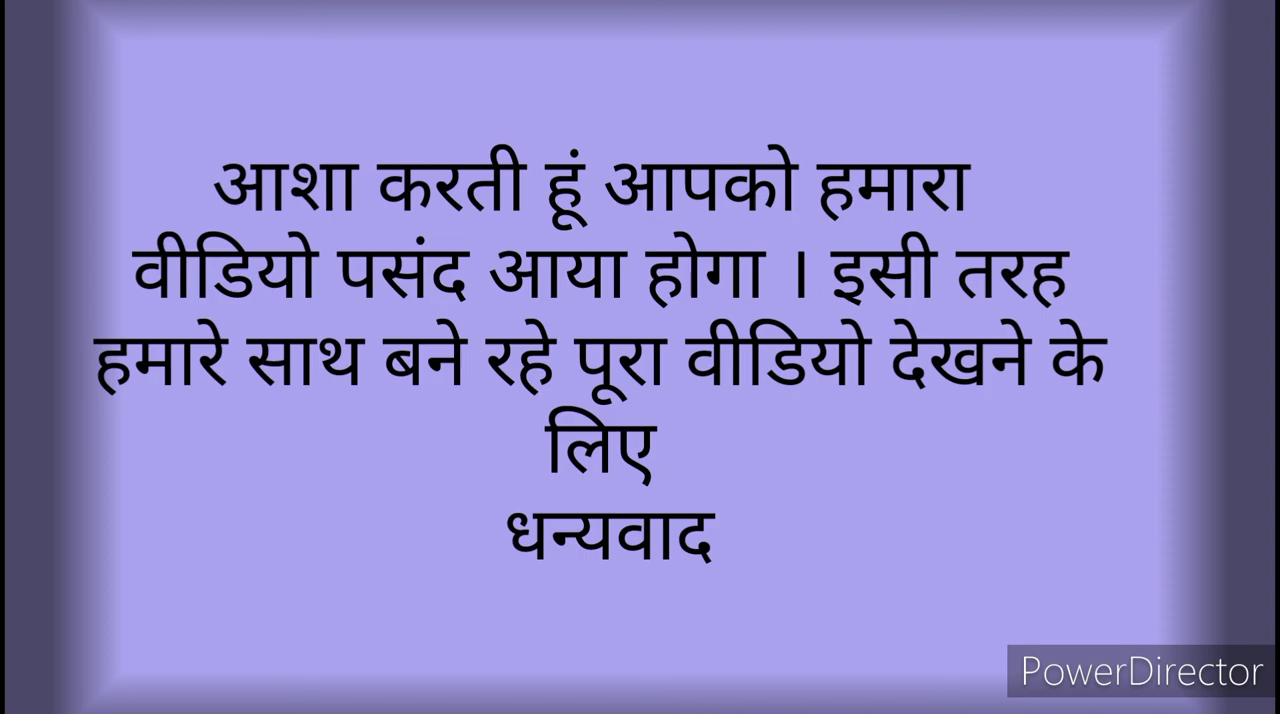 आशा करती हूं आपको हमारा
वीडियो पसंद आया होगा । इसी तरह
हमारे साथ बने रहे पूरा वीडियो देखने के
लिए
धन्यवाद
PowerDirector